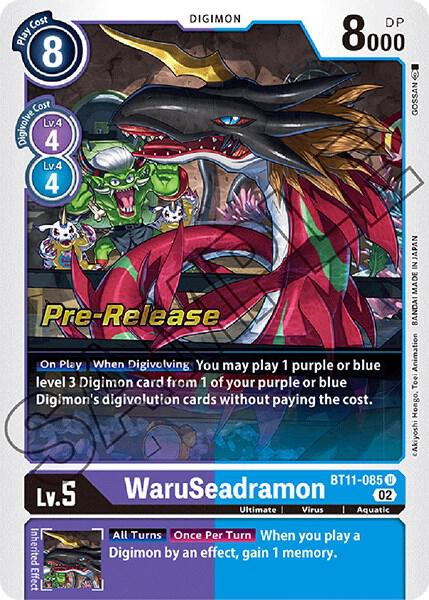 DIGIMON
Play Cost
8
8000
DP
Digivolve Cost
Lv.4
4
Lv.4
4
GOSSAN
©Akiyoshi Hongo, Toei Animation BANDAI MADE IN JAPAN
SAMPLE
Pre-Release
On Play When Digivolving You may play 1 purple or blue
level 3 Digimon card from 1 of your purple or blue
Digimon's digivolution cards without paying the cost.
Lv.5
WaruSeadramon
BT11-085 U
02
Ultimate | Virus | Aquatic
Inherited Effect
All Turns Once Per Turn When you play a
Digimon by an effect, gain 1 memory.